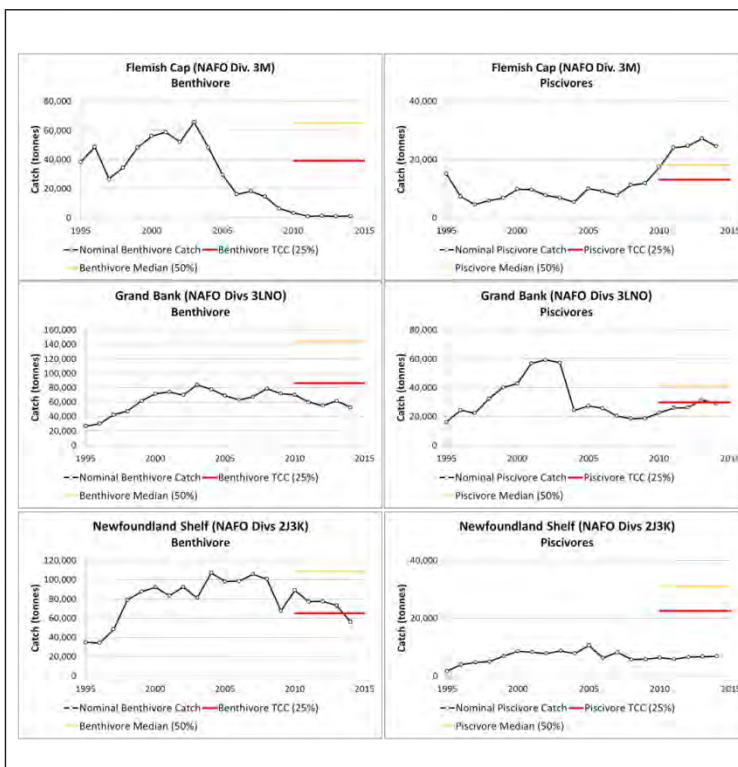 Flemish Cap (NAFO Div. 3M)
Benthivore
Catch (tonnes)
80,000
60,000
40,000
20,000
0
1995 2000 2005 2010 2015
Nominal Benthivore Catch Benthivore TCC (25%)
Benthivore Median (50%)
Flemish Cap (NAFO Div. 3M)
Piscivores
Catch (tonnes)
40,000
20,000
0
1995 2000 2005 2010 2015
Nominal Piscivore Catch Piscivore TCC (25%)
Piscivore Median (50%)
Grand Bank (NAFO Divs 3LNO)
Benthivore
Catch (tonnes)
160,000
140,000
120,000
100,000
80,000
60,000
40,000
20,000
0
1995 2000 2005 2010 2015
Nominal Benthivore Catch Benthivore TCC (25%)
Benthivore Median (50%)
Grand Bank (NAFO Divs 3LNO)
Piscivores
Catch (tonnes)
80,000
60,000
40,000
20,000
0
1995 2000 2005 2010 2015
Nominal Piscivore Catch Piscivore TCC (25%)
Piscivore Median (50%)
Newfoundland Shelf (NAFO Divs 2J3K)
Benthivore
Catch (tonnes)
120,000
100,000
80,000
60,000
40,000
20,000
0
1995 2000 2005 2010 2015
Nominal Benthivore Catch Benthivore TCC (25%)
Benthivore Median (50%)
Newfoundland Shelf (NAFO Divs 2J3K)
Piscivores
Catch (tonnes)
40,000
20,000
0
1995 2000 2005 2010 2015
Nominal Piscivore Catch Piscivore TCC (25%)
Piscivore Median (50%)